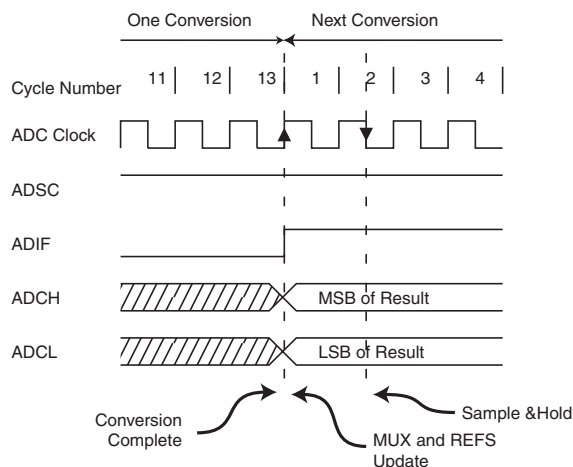 One Conversion Next Conversion
Cycle Number 11 12 13 1 2 3 4
ADC Clock
ADSC
ADIF
ADCH MSB of Result
ADCL LSB of Result
Conversion
Complete
MUX and REFS
Update
Sample &Hold